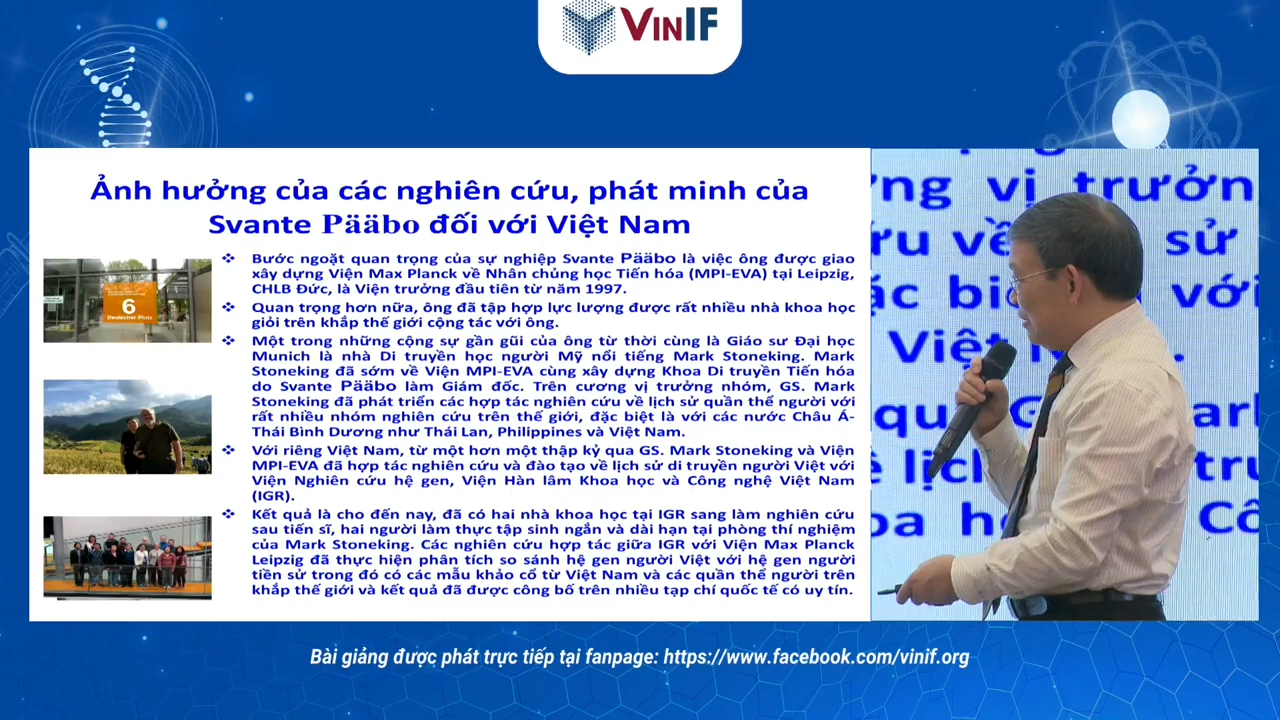 VINIF
Ảnh hưởng của các nghiên cứu, phát minh của
Svante Pääbo đối với Việt Nam
❖ Bước ngoặt quan trọng của sự nghiệp Svante Pääbo là việc ông được giao
xây dựng Viện Max Planck về Nhân chủng học Tiến hóa (MPI-EVA) tại Leipzig,
CHLB Đức, là Viện trưởng đầu tiên từ năm 1997.
❖ Quan trọng hơn nữa, ông đã tập hợp lực lượng được rất nhiều nhà khoa học
giỏi trên khắp thế giới cộng tác với ông.
❖ Một trong những cộng sự gần gũi của ông từ thời cùng là Giáo sư Đại học
Munich là nhà Di truyền học người Mỹ nổi tiếng Mark Stoneking. Mark
Stoneking đã sớm về Viện MPI-EVA cùng xây dựng Khoa Di truyền Tiến hóa
do Svante Pääbo làm Giám đốc. Trên cương vị trưởng nhóm, GS. Mark
Stoneking đã phát triển các hợp tác nghiên cứu về lịch sử quần thể người với
rất nhiều nhóm nghiên cứu trên thế giới, đặc biệt là với các nước Châu Á-
Thái Bình Dương như Thái Lan, Philippines và Việt Nam.
❖ Với riêng Việt Nam, từ một hơn một thập kỷ qua GS. Mark Stoneking và Viện
MPI-EVA đã hợp tác nghiên cứu và đào tạo về lịch sử di truyền người Việt với
Viện Nghiên cứu hệ gen, Viện Hàn lâm Khoa học và Công nghệ Việt Nam
(IGR).
❖ Kết quả là cho đến nay, đã có hai nhà khoa học tại IGR sang làm nghiên cứu
sau tiến sĩ, hai người làm thực tập sinh ngắn và dài hạn tại phòng thí nghiệm
của Mark Stoneking. Các nghiên cứu hợp tác giữa IGR với Viện Max Planck
Leipzig đã thực hiện phân tích so sánh hệ gen người Việt với hệ gen người
tiền sử trong đó có các mẫu khảo cổ từ Việt Nam và các quần thể người trên
khắp thế giới và kết quả đã được công bố trên nhiều tạp chí quốc tế có uy tín.
6
Deutscher Platz
vị trưởn
sử
với
Việt
qu
lịch
Bài giảng được phát trực tiếp tại fanpage: https://www.facebook.com/vinif.org